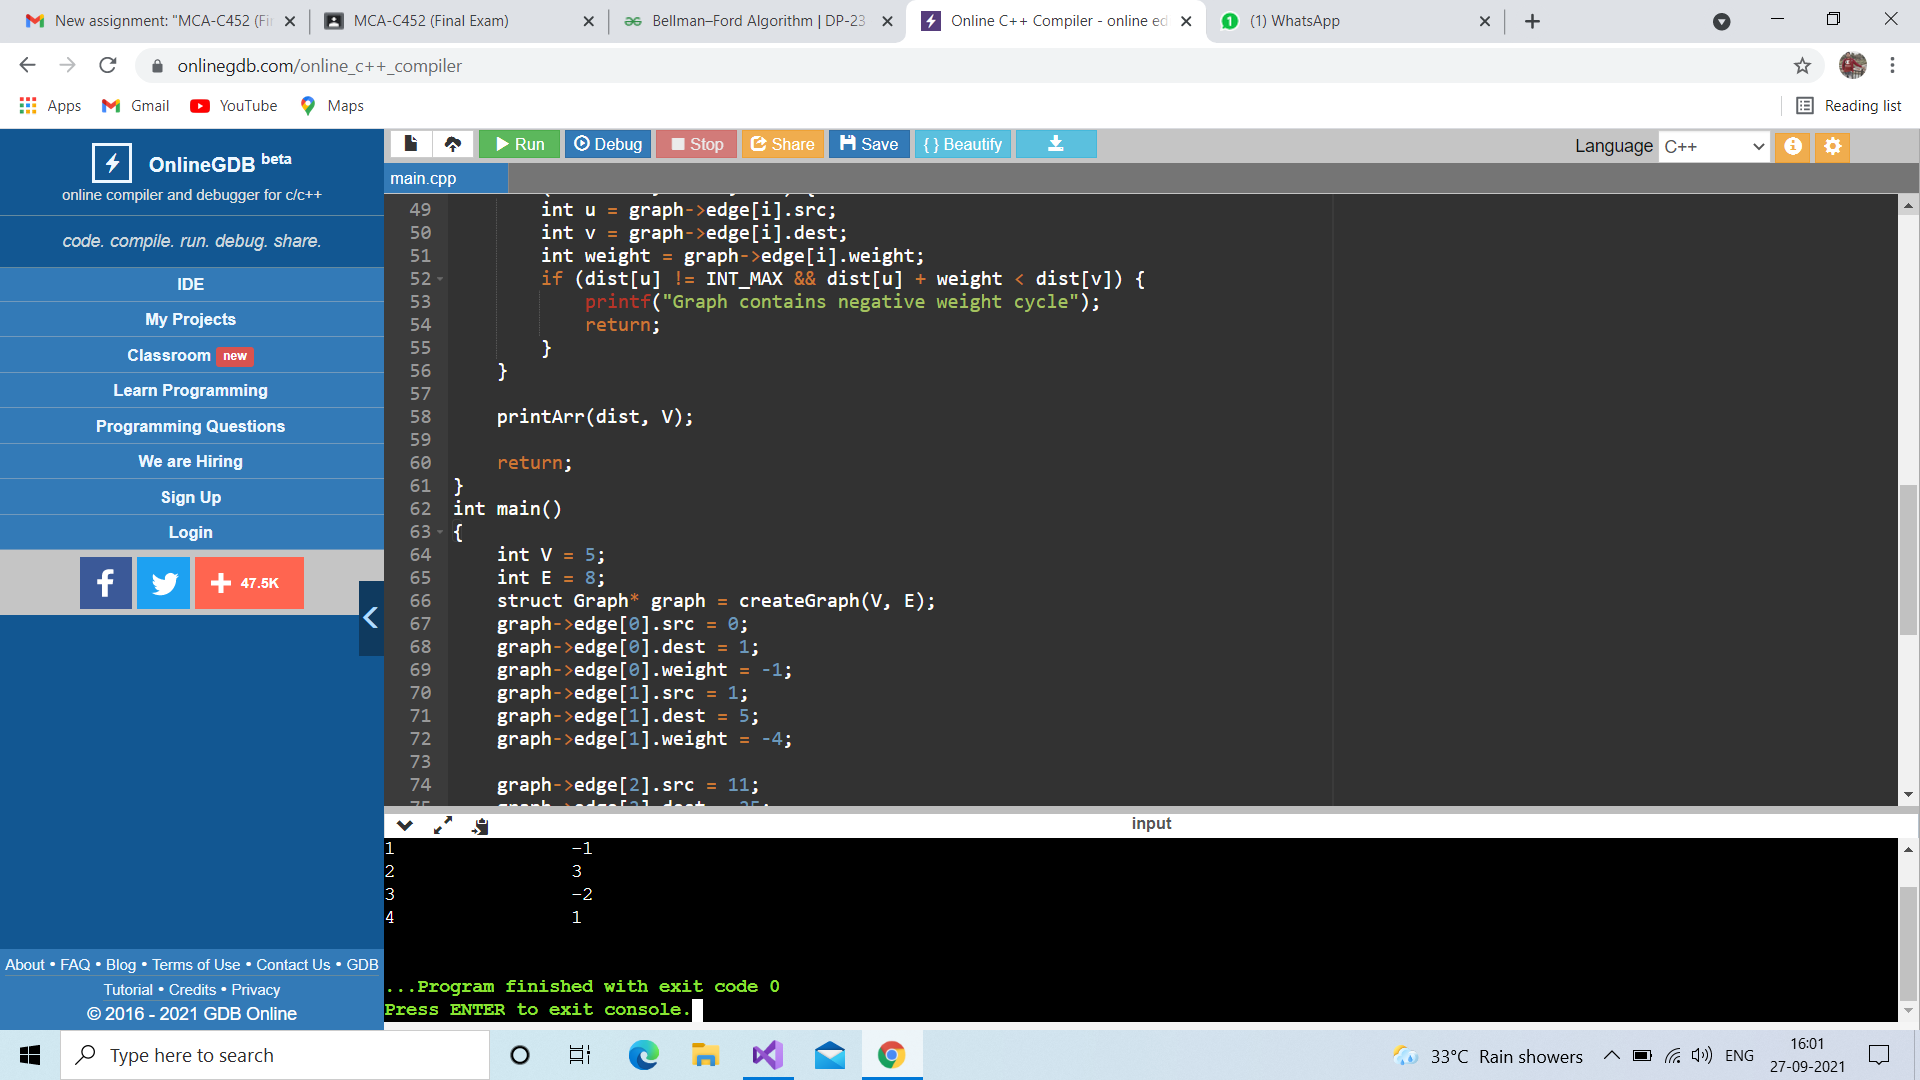 New assignment: "MCA-C452 (Fin
MCA-C452 (Final Exam)
Bellman–Ford Algorithm | DP-23
Online C++ Compiler - online ed
(1) WhatsApp
onlinegdb.com/online_c++_compiler
Apps
Gmail
YouTube
Maps
Reading list
OnlineGDB beta
online compiler and debugger for c/c++
code. compile. run. debug. share.
IDE
My Projects
Classroom new
Learn Programming
Programming Questions
We are Hiring
Sign Up
Login
47.5K
About • FAQ • Blog • Terms of Use • Contact Us • GDB
Tutorial • Credits • Privacy
© 2016 - 2021 GDB Online
Run
Debug
Stop
Share
Save
{ } Beautify
Language C++
main.cpp
49 int u = graph->edge[i].src;
50 int v = graph->edge[i].dest;
51 int weight = graph->edge[i].weight;
52 if (dist[u] != INT_MAX && dist[u] + weight < dist[v]) {
53 printf("Graph contains negative weight cycle");
54 return;
55 }
56 }
57
58 printArr(dist, V);
59
60 return;
61 }
62 int main()
63 {
64 int V = 5;
65 int E = 8;
66 struct Graph* graph = createGraph(V, E);
67 graph->edge[0].src = 0;
68 graph->edge[0].dest = 1;
69 graph->edge[0].weight = -1;
70 graph->edge[1].src = 1;
71 graph->edge[1].dest = 5;
72 graph->edge[1].weight = -4;
73
74 graph->edge[2].src = 11;
input
1 -1
2 3
3 -2
4 1
...Program finished with exit code 0
Press ENTER to exit console.
Type here to search
33°C Rain showers
ENG
16:01
27-09-2021